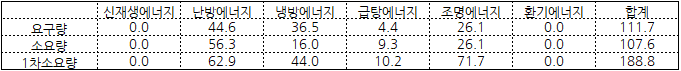 신재생에너지 난방에너지 냉방에너지 급탕에너지 조명에너지 환기에너지 합계
요구량 0.0 44.6 36.5 4.4 26.1 0.0 111.7
소요량 0.0 56.3 16.0 9.3 26.1 0.0 107.6
1차소요량 0.0 62.9 44.0 10.2 71.7 0.0 188.8